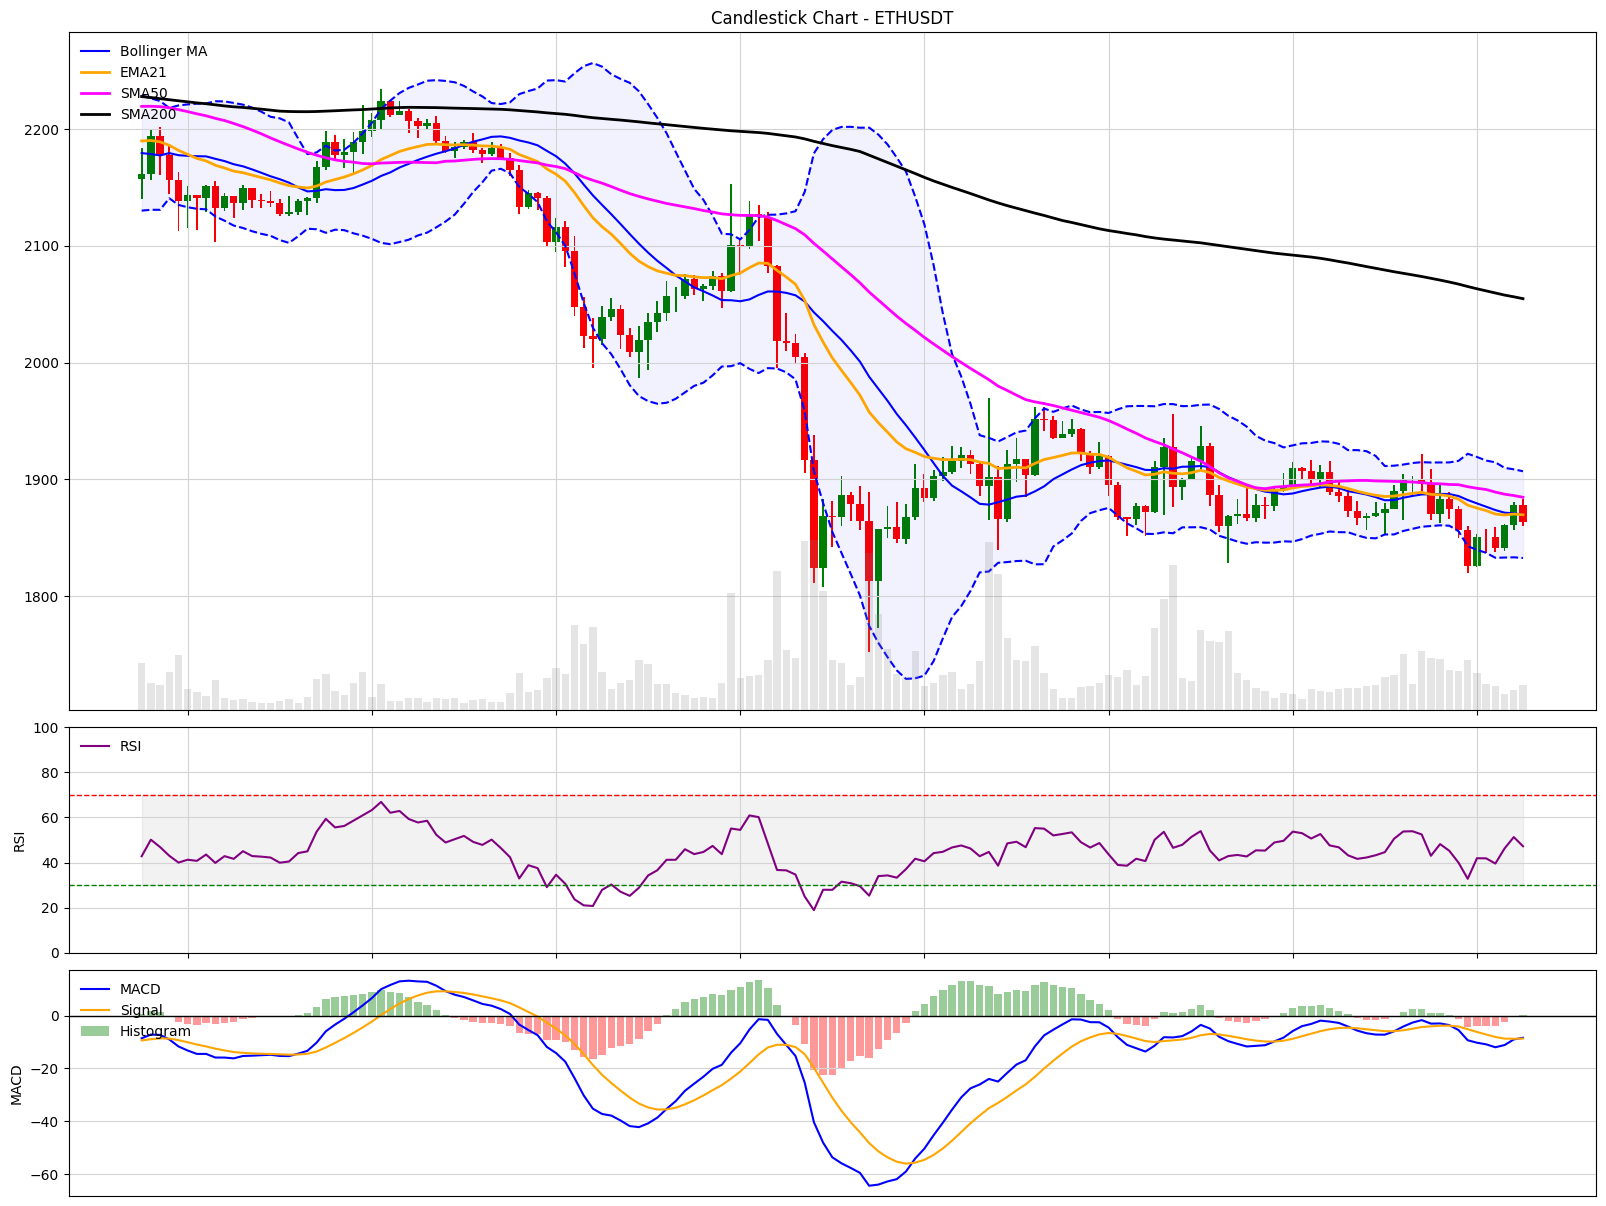 Candlestick Chart - ETHUSDT
Bollinger MA
EMA21
SMA50
SMA200
2200
2100
2000
1900
1800
RSI
100
80
60
40
20
0
RSI
MACD
Signal
Histogram
0
−20
−40
−60
MACD